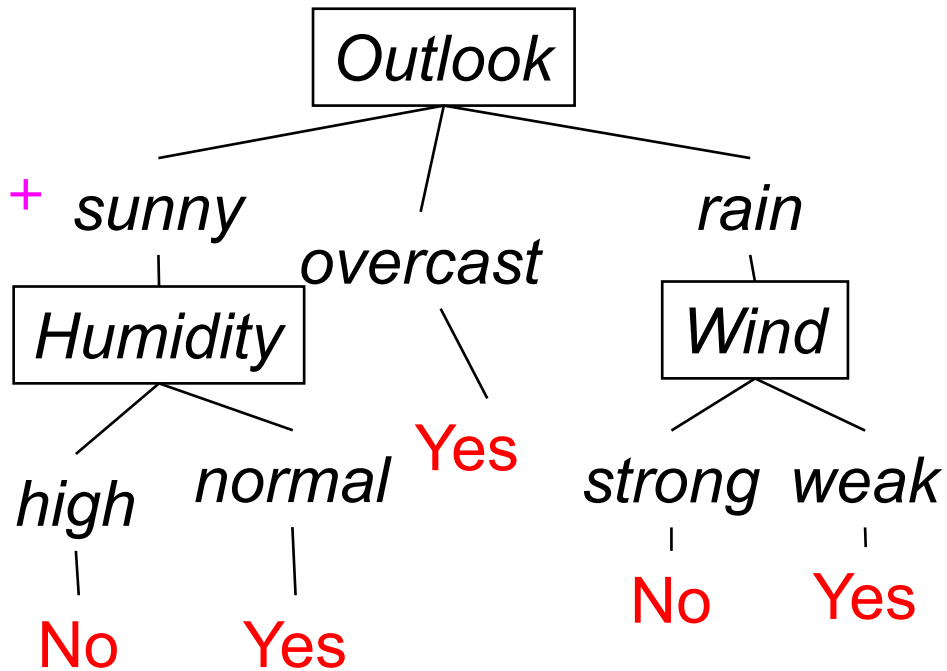 Outlook
+
sunny
overcast
rain
Humidity
Wind
Yes
high
normal
strong
weak
No
Yes
No
Yes